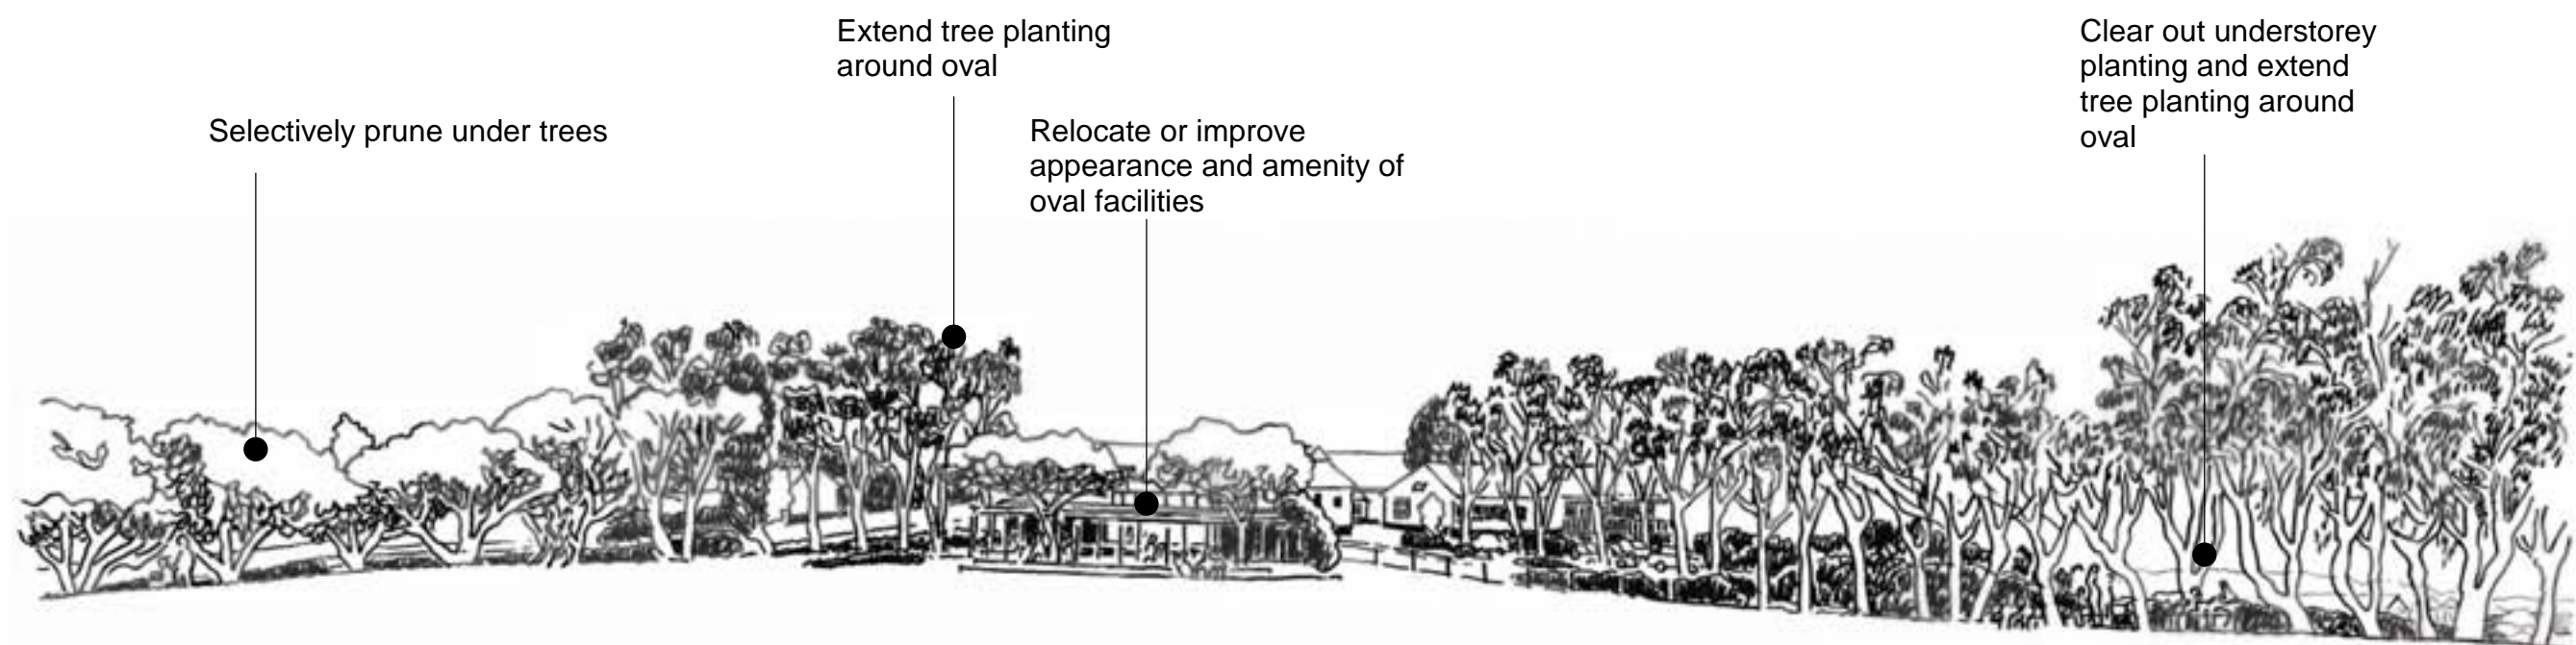 Selectively prune under trees
Extend tree planting
around oval
Relocate or improve
appearance and amenity of
oval facilities
Clear out understorey
planting and extend
tree planting around
oval